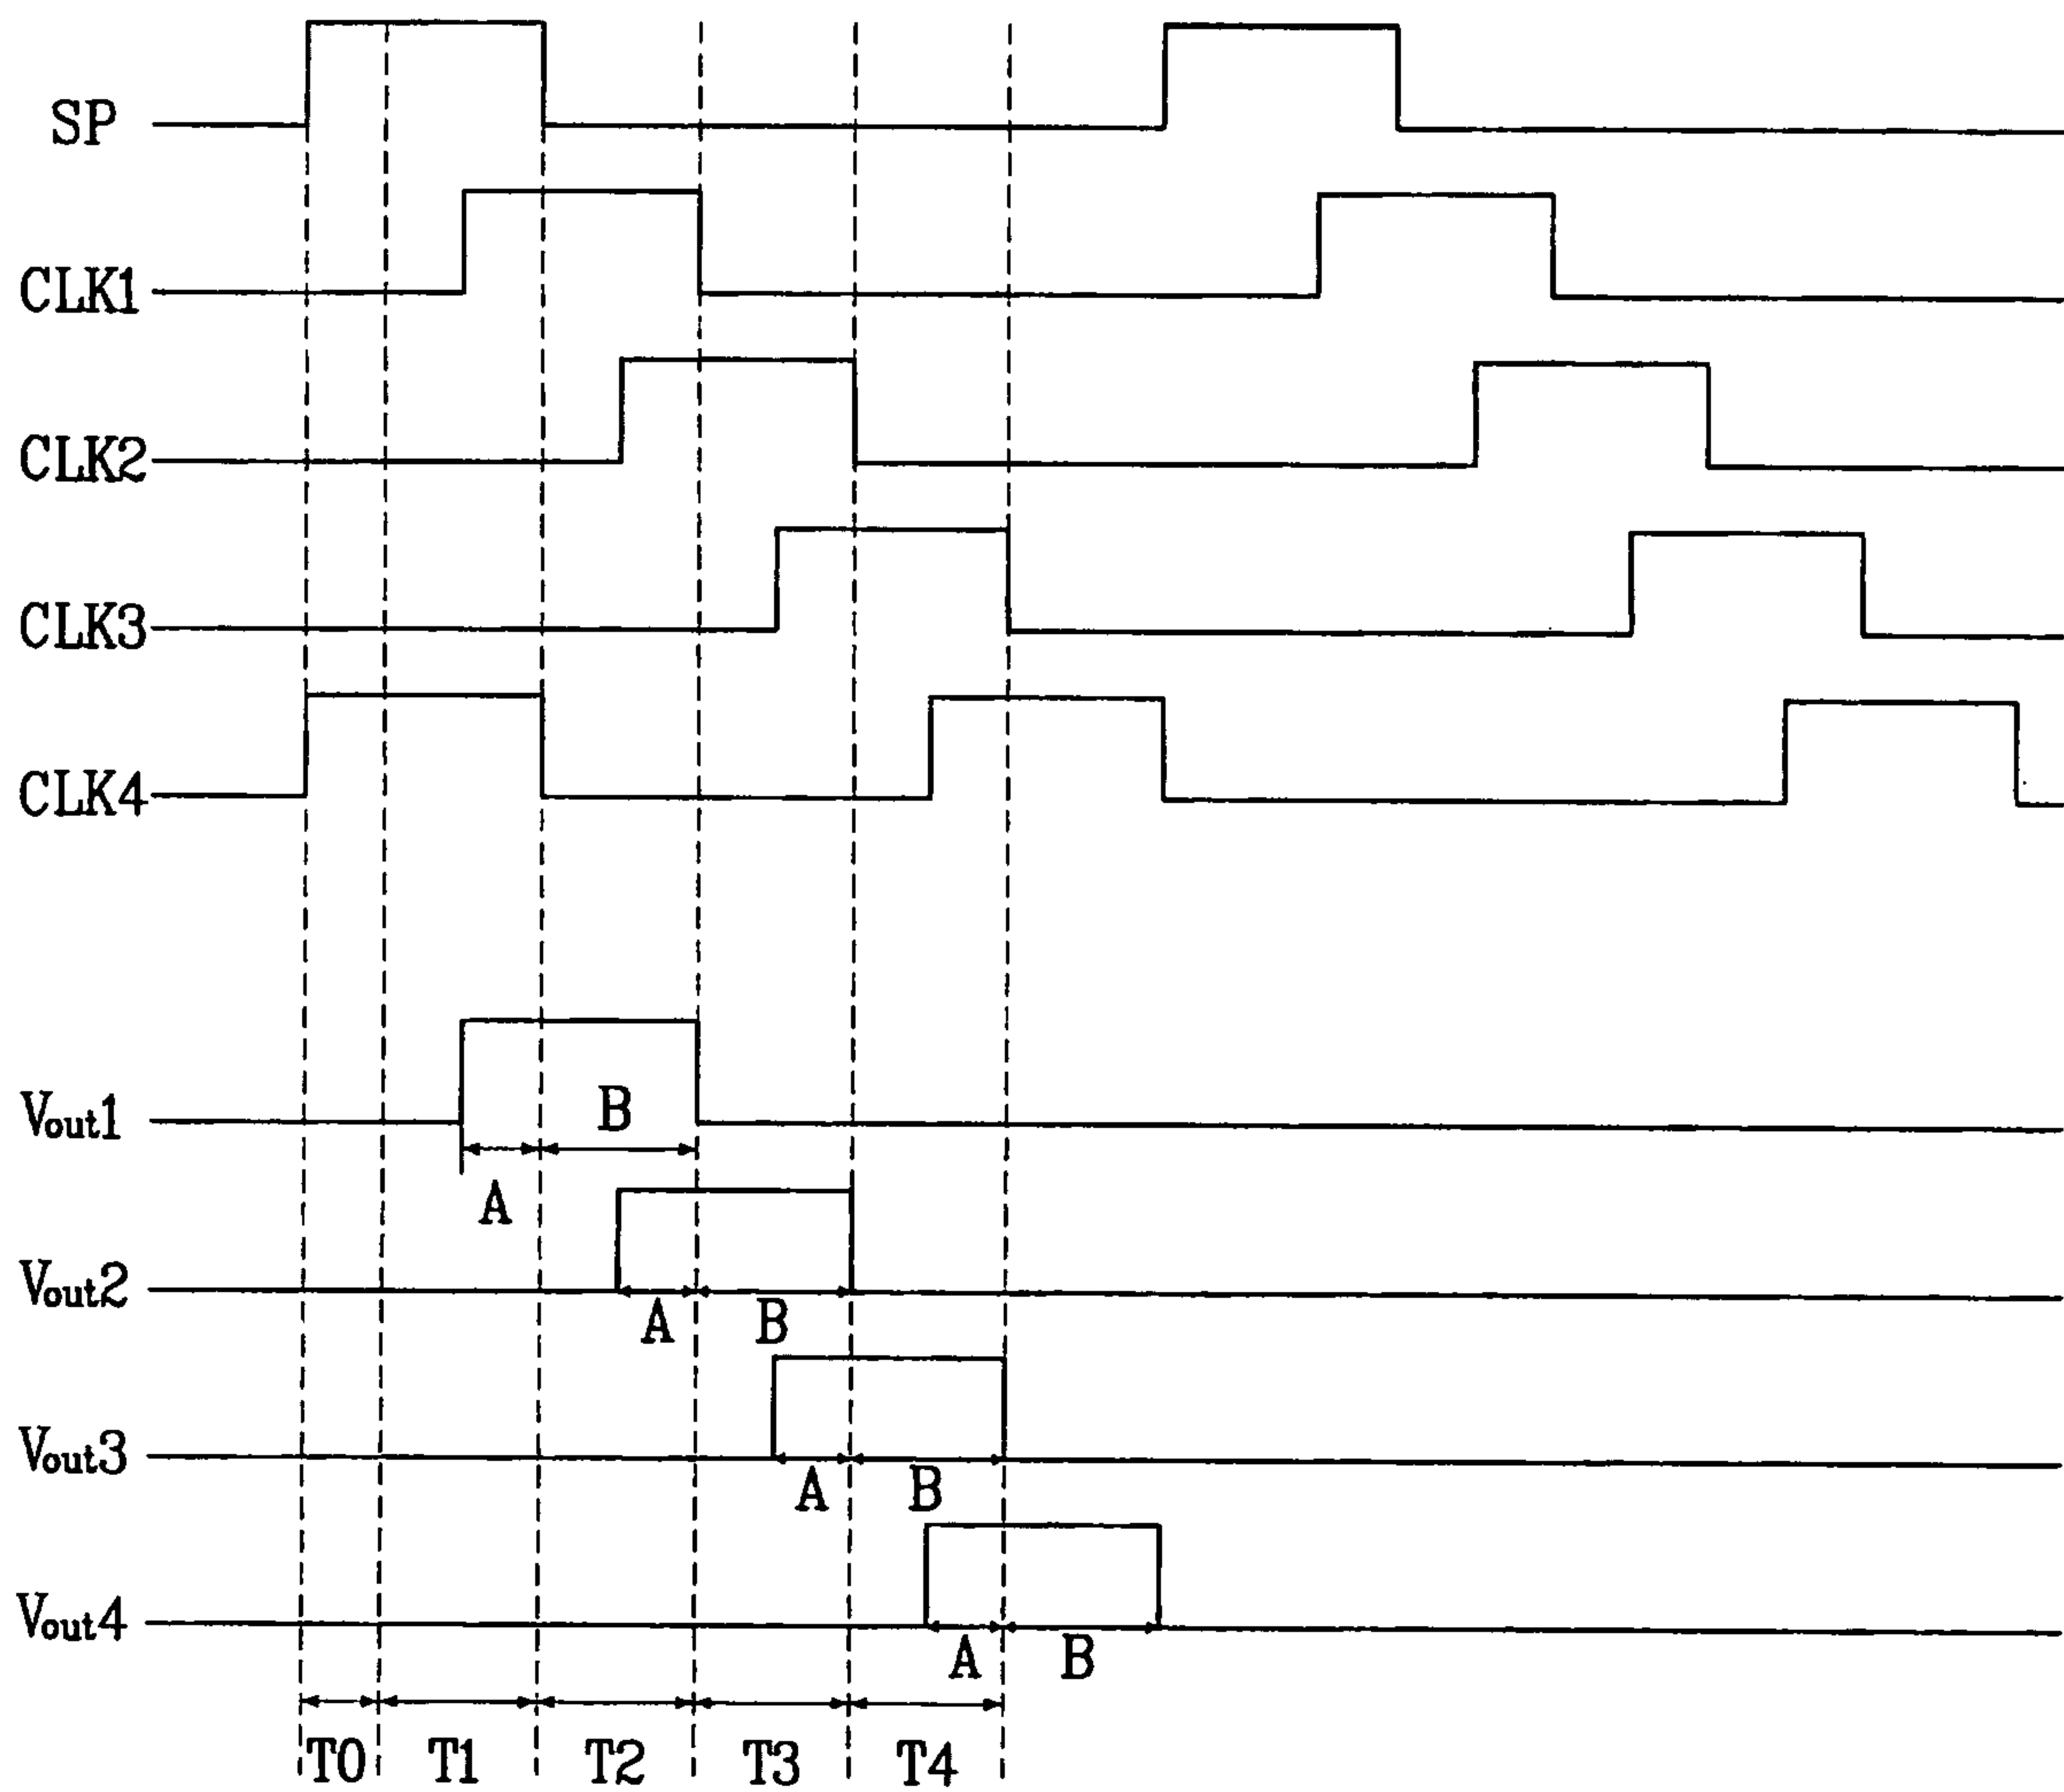 SP
CLK1
CLK2
CLK3
CLK4
Vout1
B
A
Vout2
A B
Vout3
A B
Vout4
A B
T0 T1 T2 T3 T4